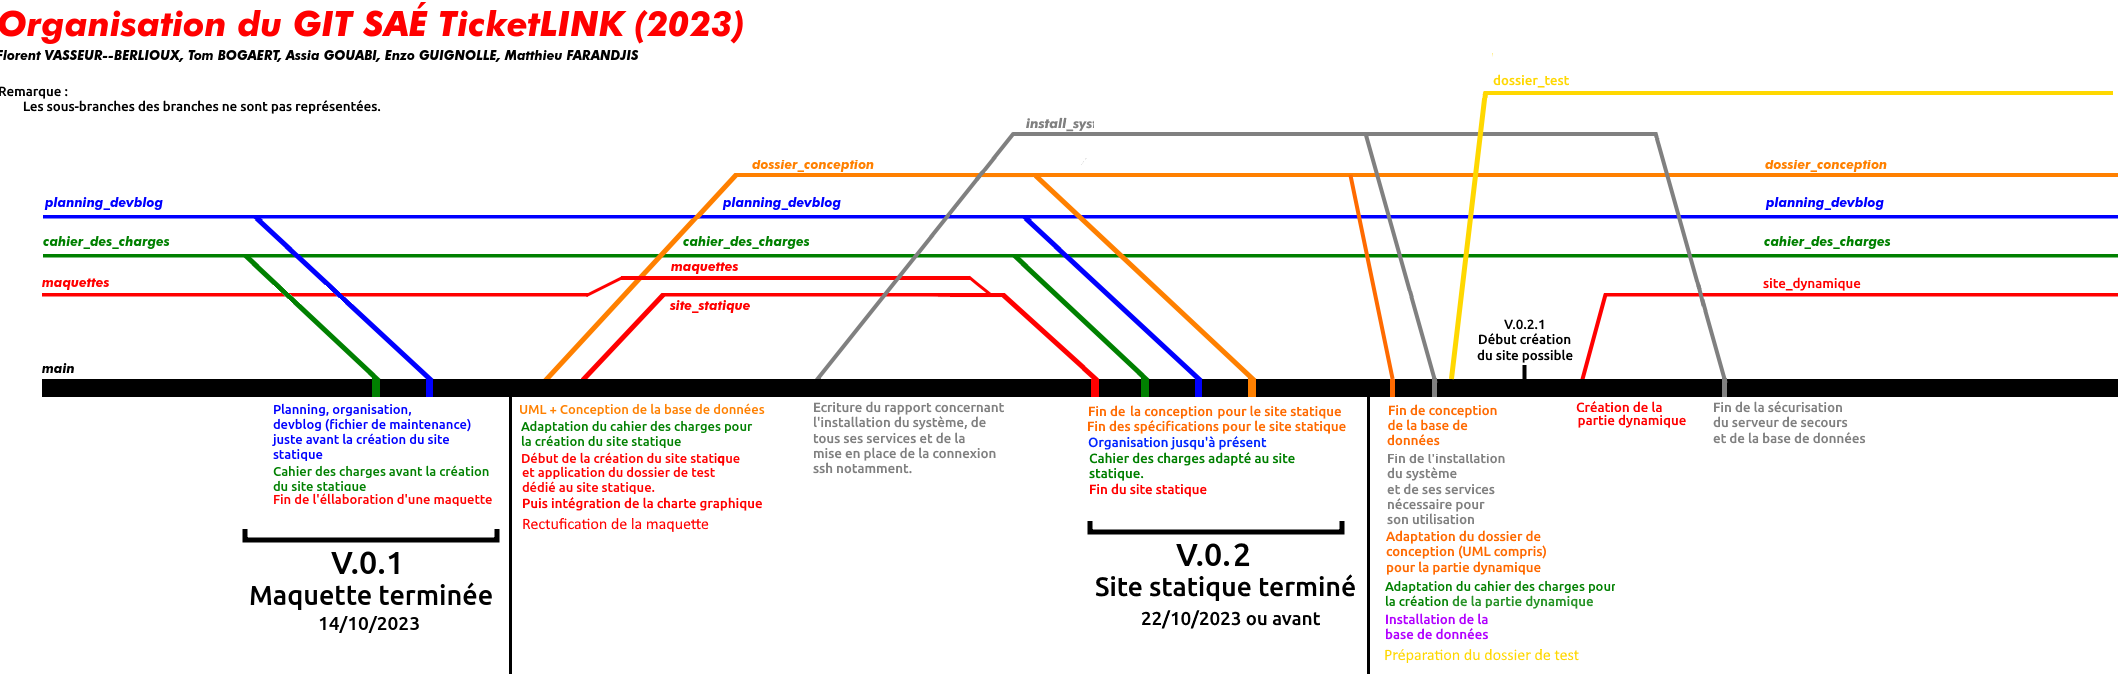 Organisation du GIT SAÉ TicketLINK (2023)
Florent VASSEUR--BERLIOUX, Tom BOGAERT, Assia GOUABI, Enzo GUIGNOLLE, Matthieu FARANDJIS
Remarque :
Les sous-branches des branches ne sont pas représentées.
dossier_test
install_syst
dossier_conception
dossier_conception
planning_devblog
planning_devblog
planning_devblog
cahier_des_charges
cahier_des_charges
cahier_des_charges
maquettes
maquettes
site_dynamique
site_statique
V.0.2.1
Début création
du site possible
main
Planning, organisation,
devblog (fichier de maintenance)
juste avant la création du site
statique
Cahier des charges avant la création
du site statique
Fin de l'éllaboration d'une maquette
V.0.1
Maquette terminée
14/10/2023
UML + Conception de la base de données
Adaptation du cahier des charges pour
la création du site statique
Début de la création du site statique
et application du dossier de test
dédié au site statique.
Puis intégration de la charte graphique
Rectufication de la maquette
Ecriture du rapport concernant
l'installation du système, de
tous ses services et de la
mise en place de la connexion
ssh notamment.
Fin de la conception pour le site statique
Fin des spécifications pour le site statique
Organisation jusqu'à présent
Cahier des charges adapté au site
statique.
Fin du site statique
V.0.2
Site statique terminé
22/10/2023 ou avant
Fin de conception
de la base de
données
Fin de l'installation
du système
et de ses services
nécessaire pour
son utilisation
Adaptation du dossier de
conception (UML compris)
pour la partie dynamique
Adaptation du cahier des charges pour
la création de la partie dynamique
Installation de la
base de données
Préparation du dossier de test
Création de la
partie dynamique
Fin de la sécurisation
du serveur de secours
et de la base de données